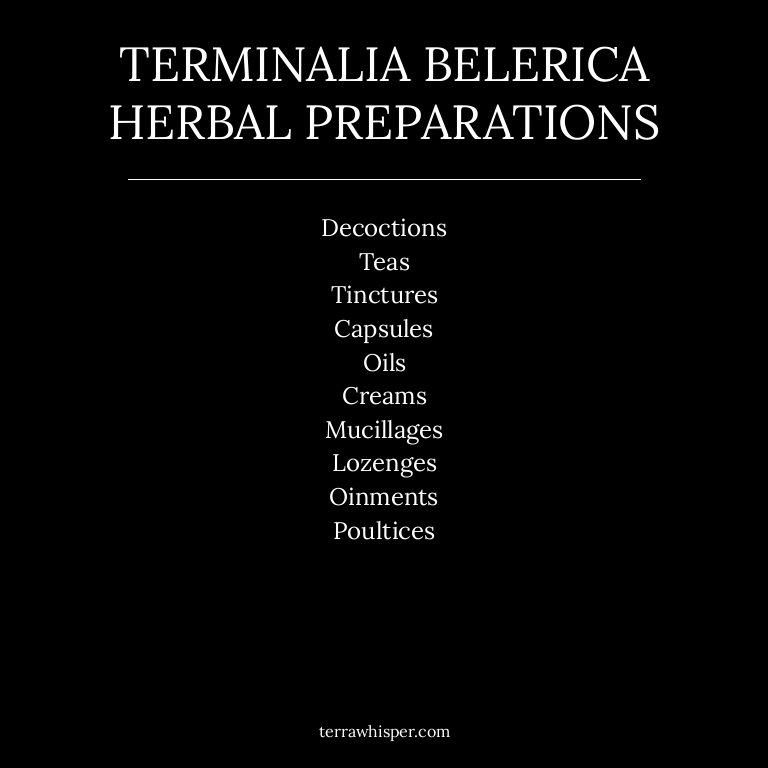 TERMINALIA BELERICA
HERBAL PREPARATIONS
Decoctions
Teas
Tinctures
Capsules
Oils
Creams
Mucillages
Lozenges
Oinments
Poultices
terrawhisper.com